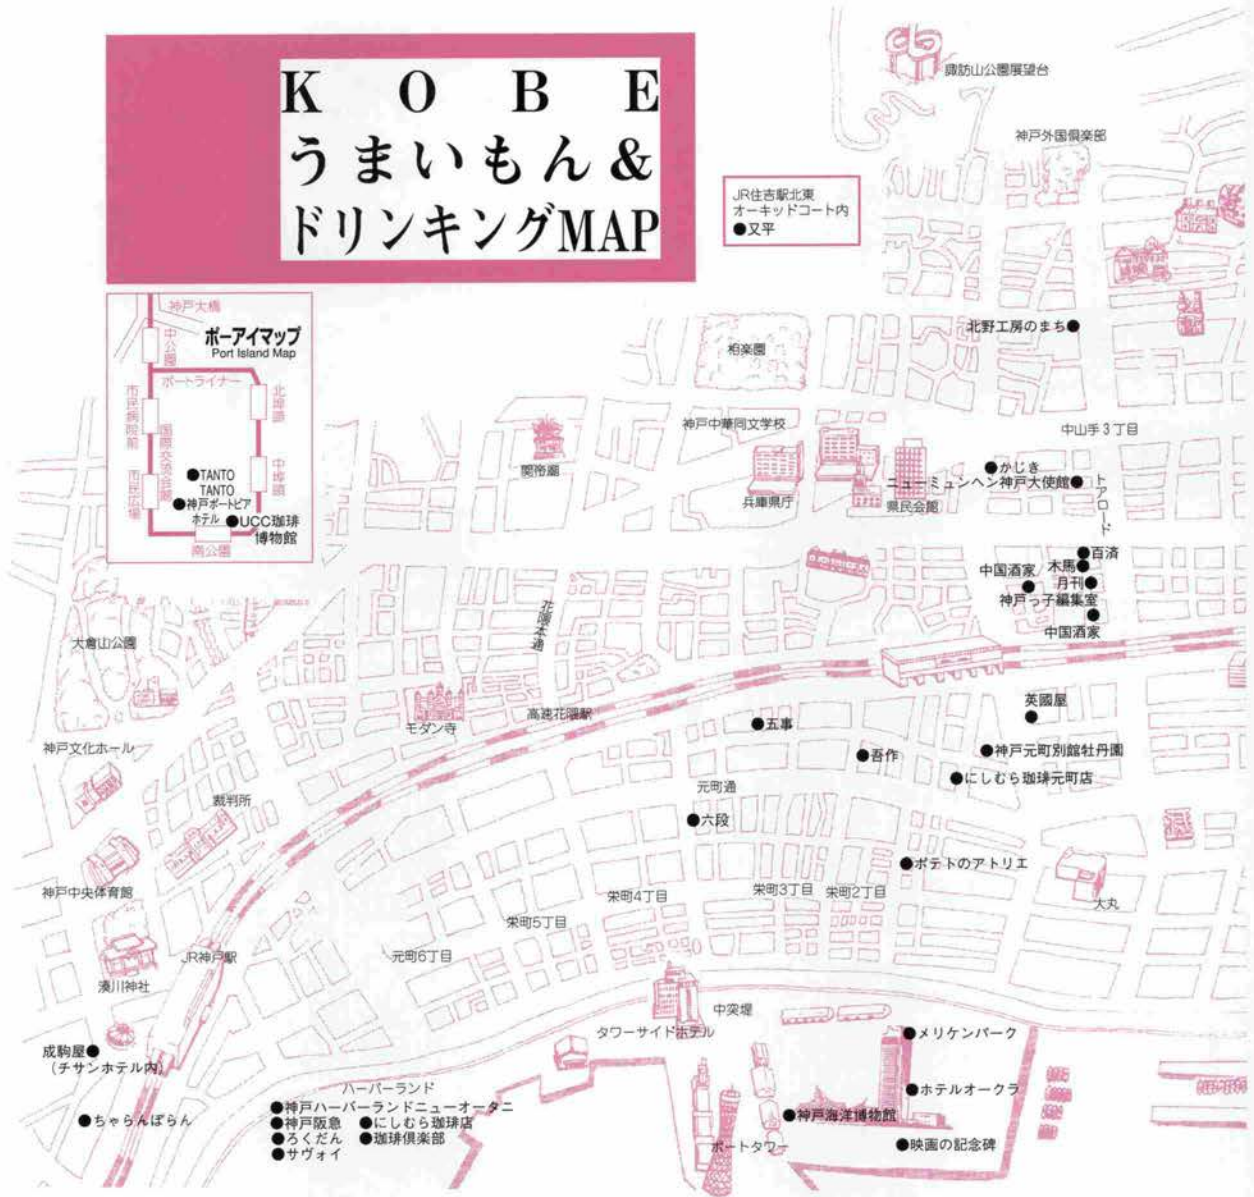 KOBE
うまいもん&
ドリンキングMAP
諏訪山公園展望台
神戸外国倶楽部
JR住吉駅北東
オーキッドコート内
●又平
北野工房のまち●
相楽園
神戸大橋
ポーアイマップ
Port Island Map
中公園
ポートライナー
市民病院前
国際交流会館
北埠頭
市民広場
中埠頭
●TANTO
TANTO
●神戸ポートピア
ホテル
●UCC珈琲
博物館
南公園
関帝廟
神戸中華同文学校
兵庫県庁
県民会館
中山手3丁目
●かじき
ニューミュンヘン神戸大使館●
トアロード
●百済
木馬●
中国酒家
月刊●
神戸っ子編集室
中国酒家
大倉山公園
花隈本通
モダン寺
高速花隈駅
神戸文化ホール
裁判所
英國屋
●五事
●吾作
●神戸元町別館牡丹園
●にしむら珈琲元町店
元町通
●六段
●ポテトのアトリエ
大丸
神戸中央体育館
栄町5丁目
栄町4丁目
栄町3丁目
栄町2丁目
元町6丁目
JR神戸駅
湊川神社
タワーサイドホテル
中突堤
●メリケンパーク
●ホテルオークラ
●神戸海洋博物館
●映画の記念碑
ポートタワー
成駒屋●
(チサンホテル内)
●ちゃらんぽらん
ハーバーランド
●神戸ハーバーランドニューオータニ
●神戸阪急 ●にしむら珈琲店
●ろくだん ●珈琲倶楽部
●サヴォイ